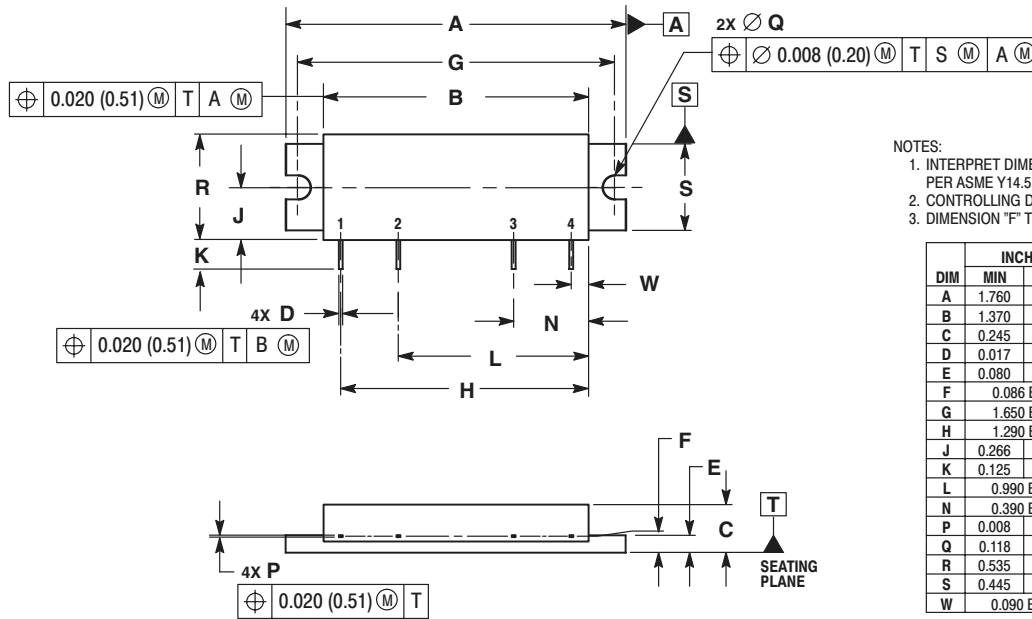 A
A
2X ∅ Q
⌖ ∅ 0.008 (0.20) Ⓜ T S Ⓜ A Ⓜ
G
⌖ 0.020 (0.51) Ⓜ T A Ⓜ
B
S
R
J
S
K
1 2 3 4
W
4X D
N
⌖ 0.020 (0.51) Ⓜ T B Ⓜ
L
H
F
E
T
C
SEATING
PLANE
4X P
⌖ 0.020 (0.51) Ⓜ T
NOTES:
1. INTERPRET DIME
PER ASME Y14.5
2. CONTROLLING D
3. DIMENSION "F" T
INCH
DIM MIN
A 1.760
B 1.370
C 0.245
D 0.017
E 0.080
F 0.086 B
G 1.650 B
H 1.290 B
J 0.266
K 0.125
L 0.990 B
N 0.390 B
P 0.008
Q 0.118
R 0.535
S 0.445
W 0.090 B